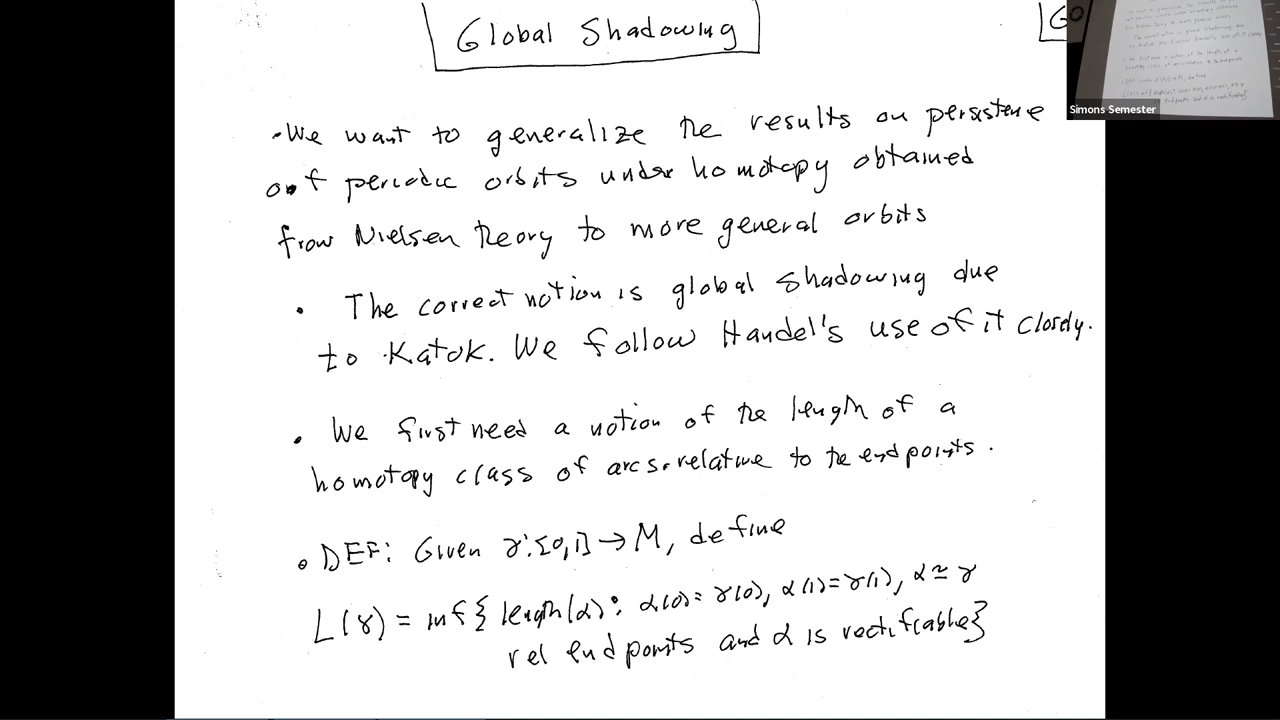 Global Shadowing
GO
Simons Semester
• We want to generalize the results on persistence
of periodic orbits under homotopy obtained
from Nielsen theory to more general orbits
• The correct notion is global shadowing due
to Katok. We follow Handel's use of it closely.
• We first need a notion of the length of a
homotopy class of arcs relative to the endpoints.
• DEF: Given γ:[0,1]→M, define
L(γ) = inf{ length(α): α(0)=γ(0), α(1)=γ(1), α≃γ
rel endpoints and α is rectifiable}